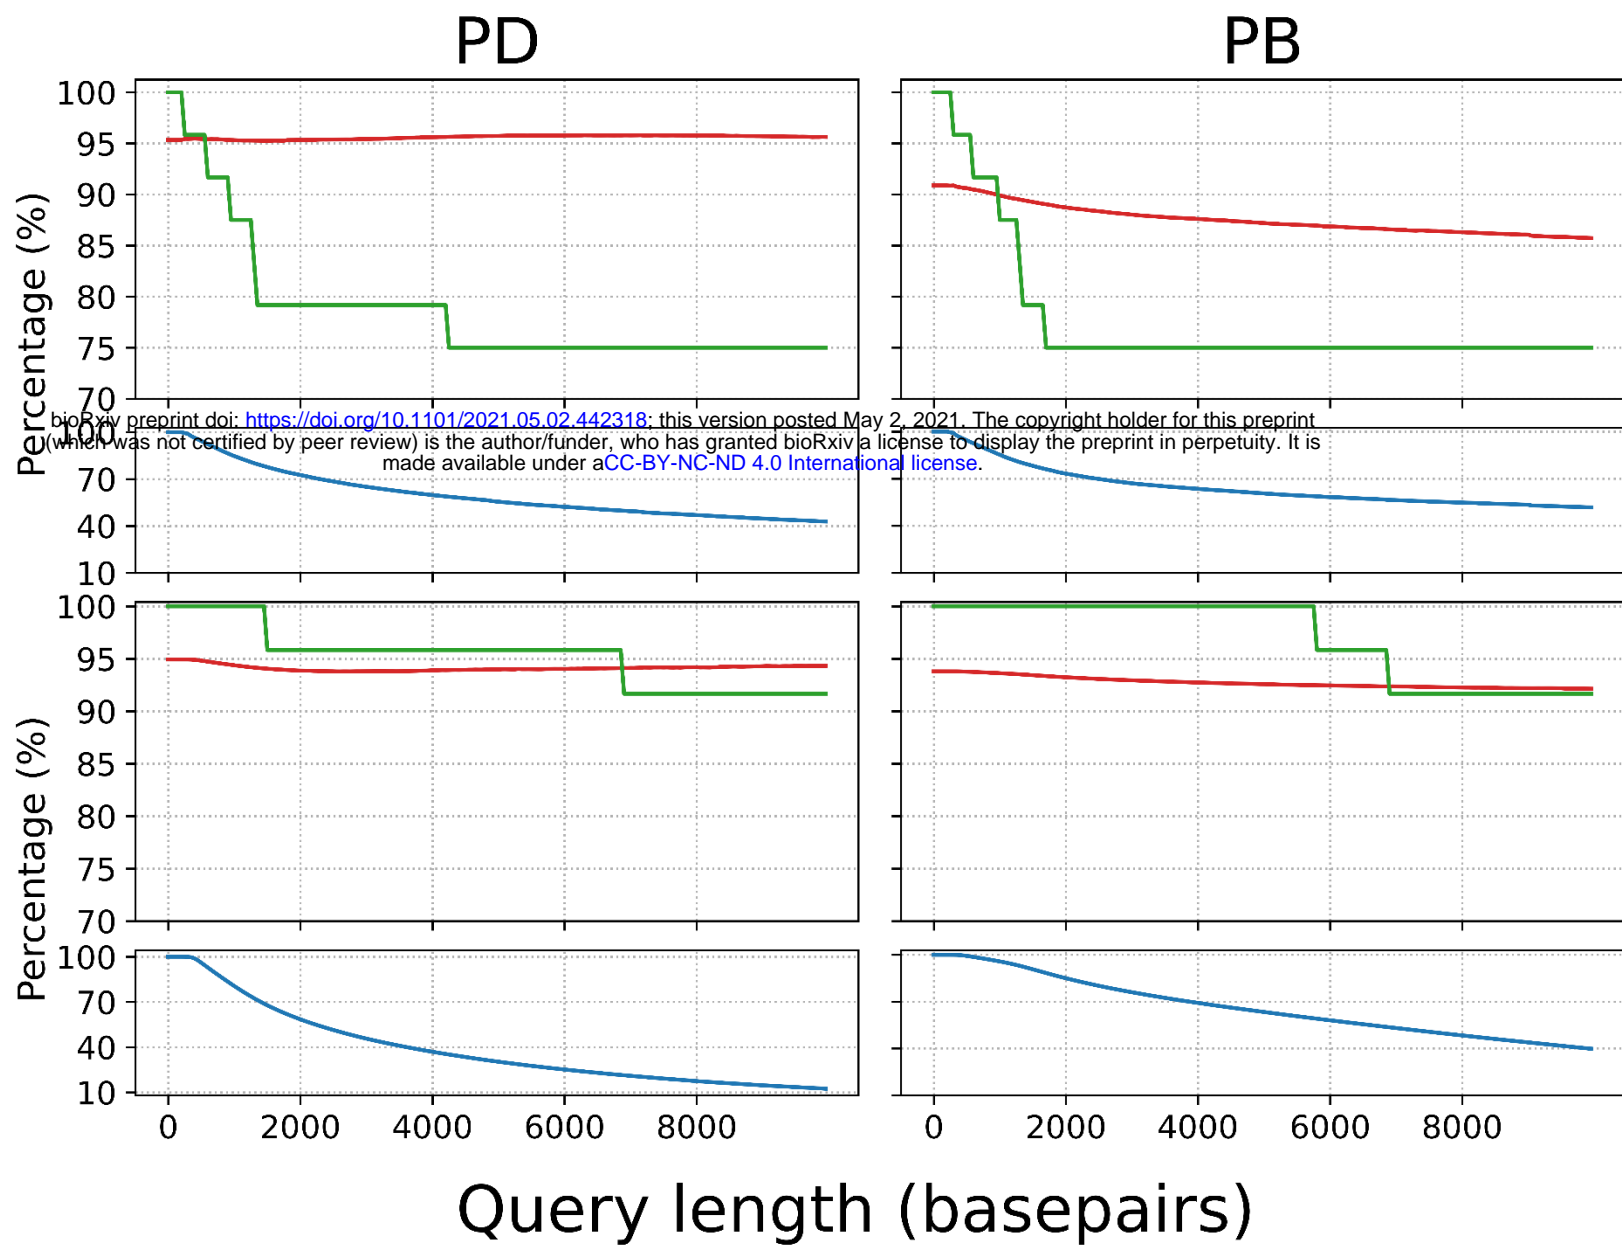 PD
PB
100
95
90
85
80
75
70
Percentage (%)
bioRxiv preprint doi: https://doi.org/10.1101/2021.05.02.442318; this version posted May 2, 2021. The copyright holder for this preprint
(which was not certified by peer review) is the author/funder, who has granted bioRxiv a license to display the preprint in perpetuity. It is
made available under aCC-BY-NC-ND 4.0 International license.
100
70
40
10
100
95
90
85
80
75
70
Percentage (%)
100
70
40
10
0 2000 4000 6000 8000
0 2000 4000 6000 8000
Query length (basepairs)